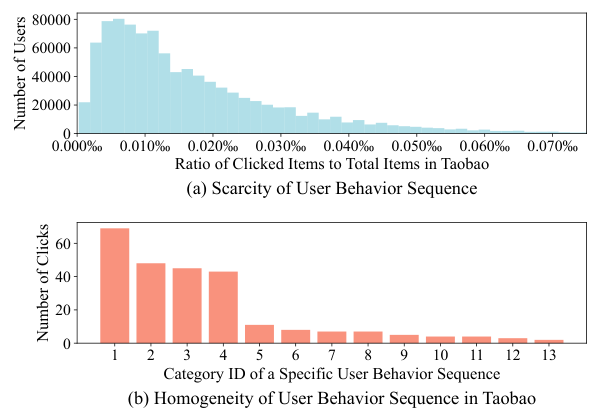 Number of Users
80000
60000
40000
20000
0
0.000‱ 0.010‱ 0.020‱ 0.030‱ 0.040‱ 0.050‱ 0.060‱ 0.070‱
Ratio of Clicked Items to Total Items in Taobao
(a) Scarcity of User Behavior Sequence
Number of Clicks
60
40
20
0
1 2 3 4 5 6 7 8 9 10 11 12 13
Category ID of a Specific User Behavior Sequence
(b) Homogeneity of User Behavior Sequence in Taobao